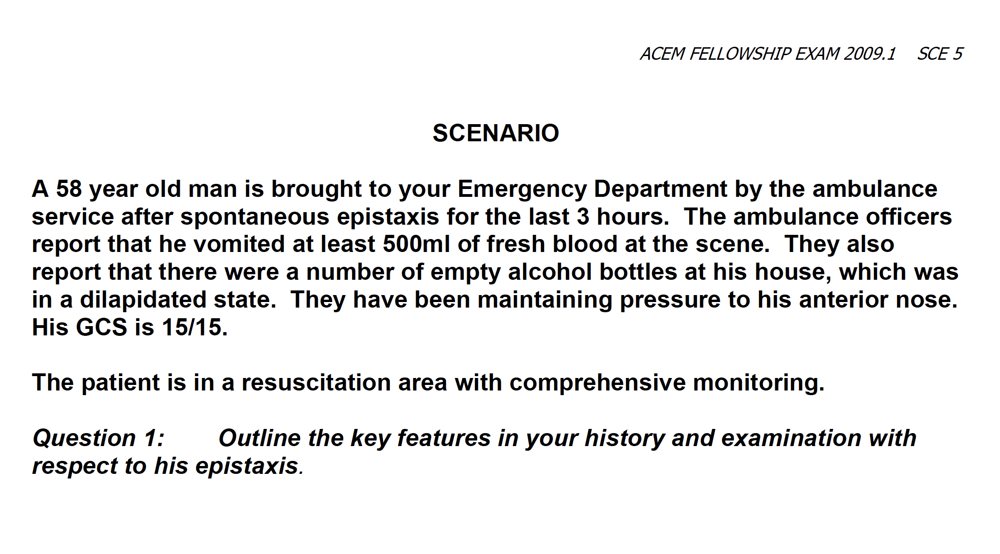 ACEM FELLOWSHIP EXAM 2009.1 SCE 5
SCENARIO
A 58 year old man is brought to your Emergency Department by the ambulance
service after spontaneous epistaxis for the last 3 hours. The ambulance officers
report that he vomited at least 500ml of fresh blood at the scene. They also
report that there were a number of empty alcohol bottles at his house, which was
in a dilapidated state. They have been maintaining pressure to his anterior nose.
His GCS is 15/15.
The patient is in a resuscitation area with comprehensive monitoring.
Question 1: Outline the key features in your history and examination with
respect to his epistaxis.